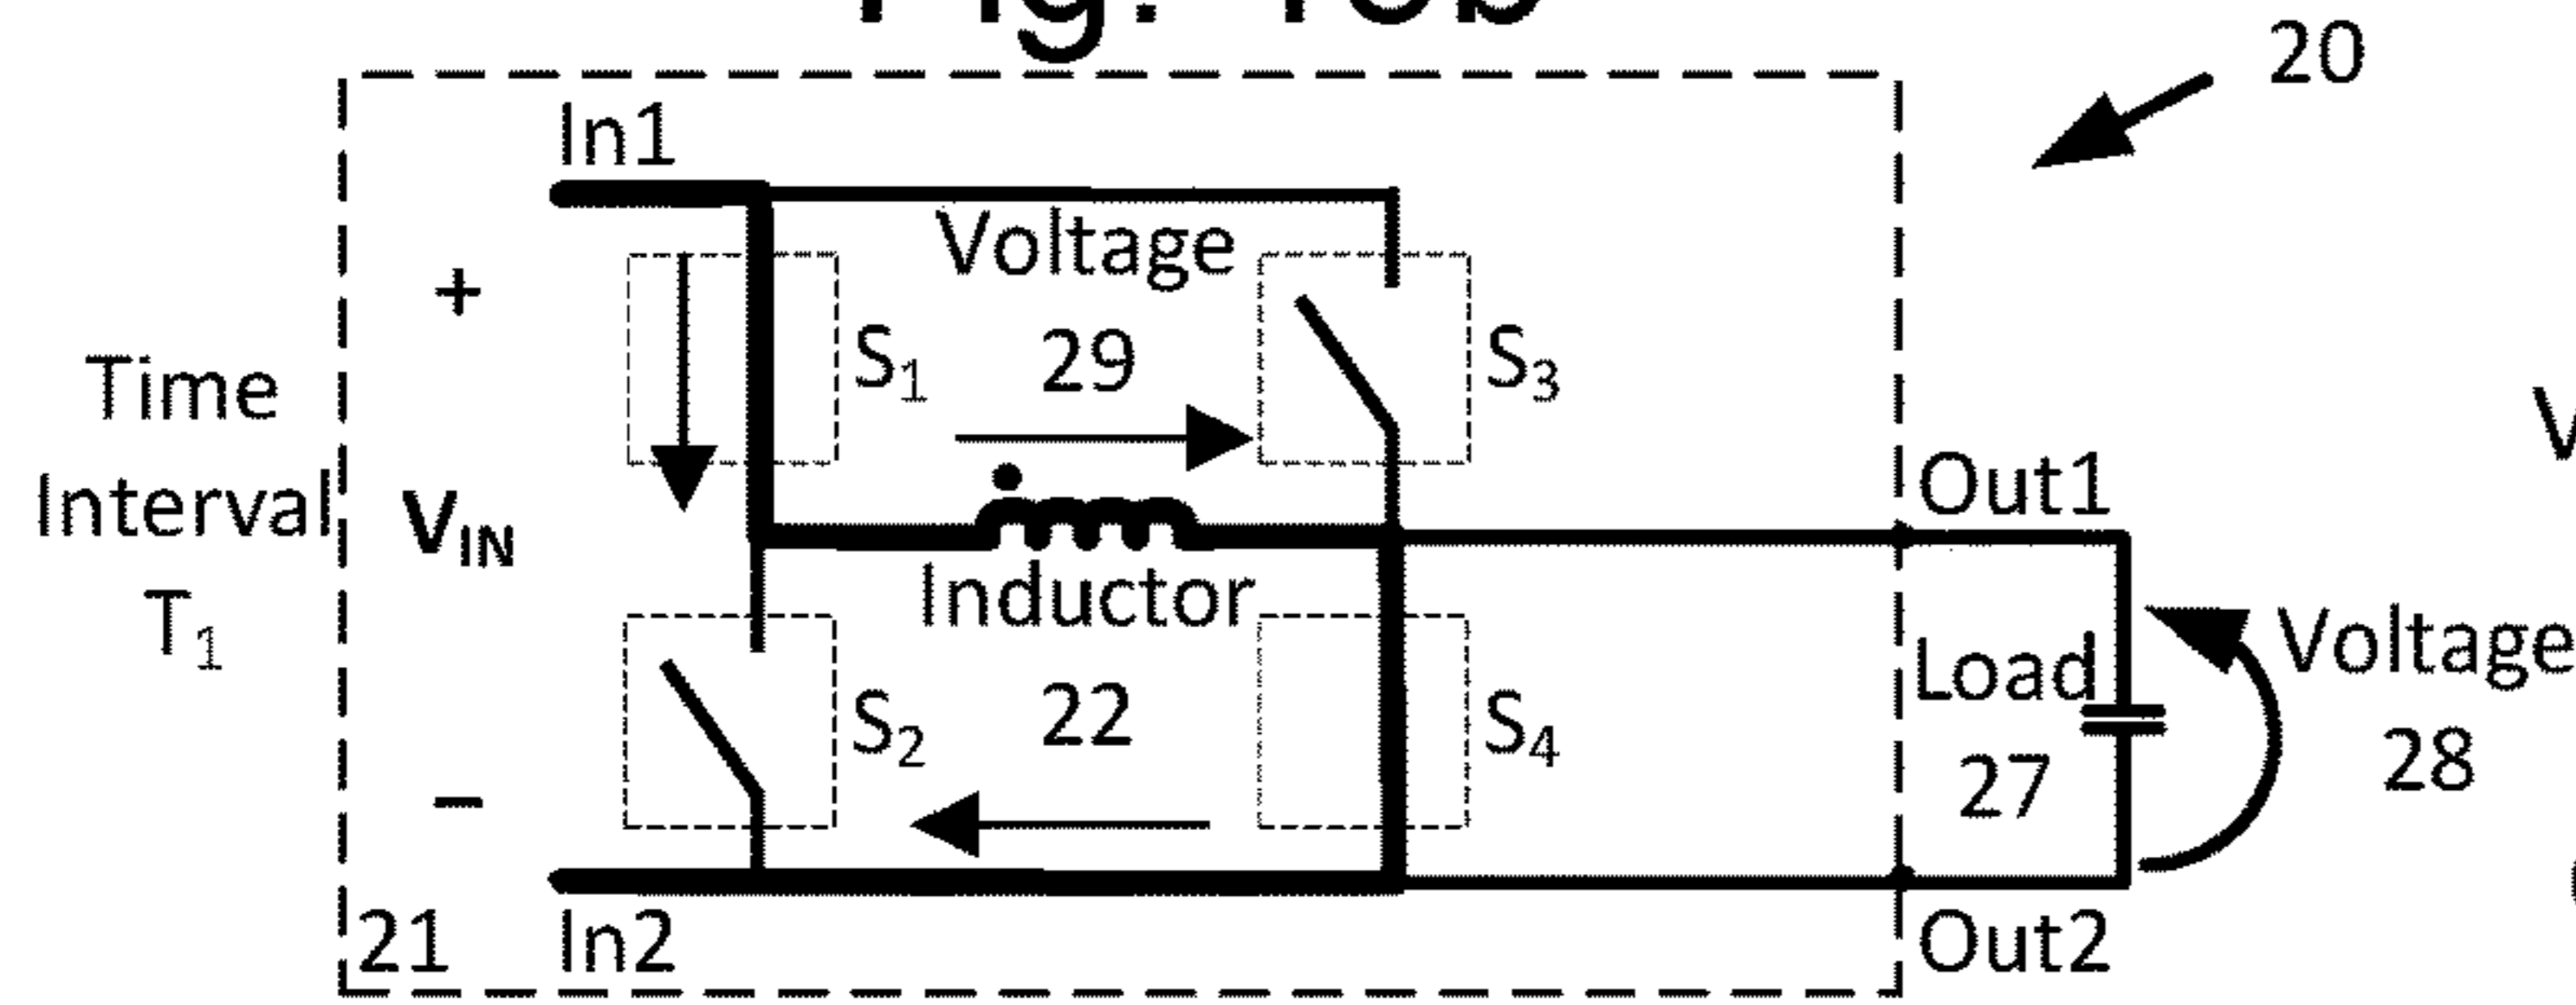 20
In1
+
Voltage
29
S1
S3
Time
Interval
T1
VIN
Out1
Inductor
22
S2
S4
Load
27
Voltage
28
−
21
In2
Out2